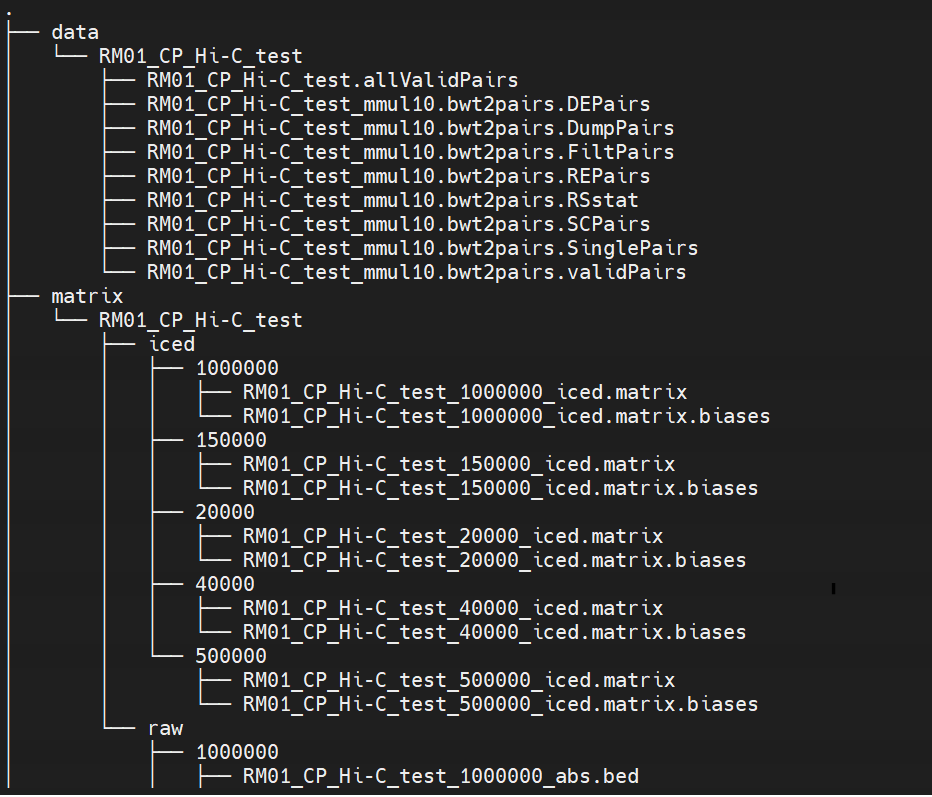 .
├── data
│   └── RM01_CP_Hi-C_test
│       ├── RM01_CP_Hi-C_test.allValidPairs
│       ├── RM01_CP_Hi-C_test_mmul10.bwt2pairs.DEPairs
│       ├── RM01_CP_Hi-C_test_mmul10.bwt2pairs.DumpPairs
│       ├── RM01_CP_Hi-C_test_mmul10.bwt2pairs.FiltPairs
│       ├── RM01_CP_Hi-C_test_mmul10.bwt2pairs.REPairs
│       ├── RM01_CP_Hi-C_test_mmul10.bwt2pairs.RSstat
│       ├── RM01_CP_Hi-C_test_mmul10.bwt2pairs.SCPairs
│       ├── RM01_CP_Hi-C_test_mmul10.bwt2pairs.SinglePairs
│       └── RM01_CP_Hi-C_test_mmul10.bwt2pairs.validPairs
├── matrix
│   └── RM01_CP_Hi-C_test
│       ├── iced
│       │   ├── 1000000
│       │   │   ├── RM01_CP_Hi-C_test_1000000_iced.matrix
│       │   │   └── RM01_CP_Hi-C_test_1000000_iced.matrix.biases
│       │   ├── 150000
│       │   │   ├── RM01_CP_Hi-C_test_150000_iced.matrix
│       │   │   └── RM01_CP_Hi-C_test_150000_iced.matrix.biases
│       │   ├── 20000
│       │   │   ├── RM01_CP_Hi-C_test_20000_iced.matrix
│       │   │   └── RM01_CP_Hi-C_test_20000_iced.matrix.biases
│       │   ├── 40000
│       │   │   ├── RM01_CP_Hi-C_test_40000_iced.matrix
│       │   │   └── RM01_CP_Hi-C_test_40000_iced.matrix.biases
│       │   └── 500000
│       │       ├── RM01_CP_Hi-C_test_500000_iced.matrix
│       │       └── RM01_CP_Hi-C_test_500000_iced.matrix.biases
│       └── raw
│           ├── 1000000
│           │   ├── RM01_CP_Hi-C_test_1000000_abs.bed